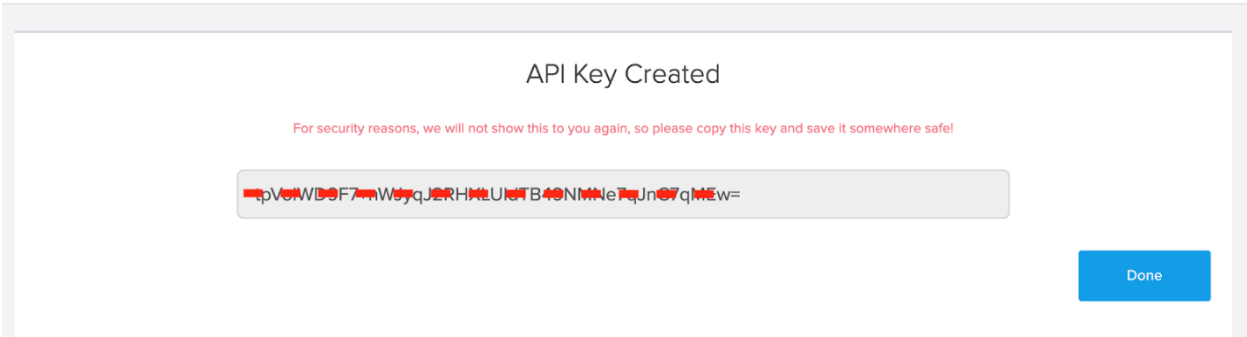 API Key Created
For security reasons, we will not show this to you again, so please copy this key and save it somewhere safe!
Done